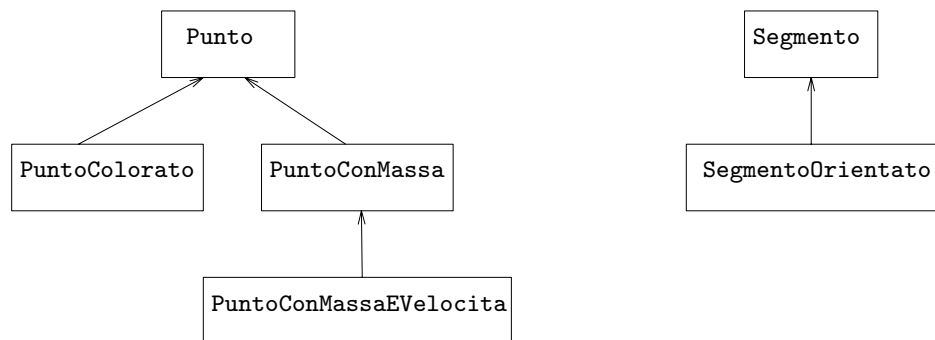 Punto
Segmento
PuntoColorato
PuntoConMassa
SegmentoOrientato
PuntoConMassaEVelocita